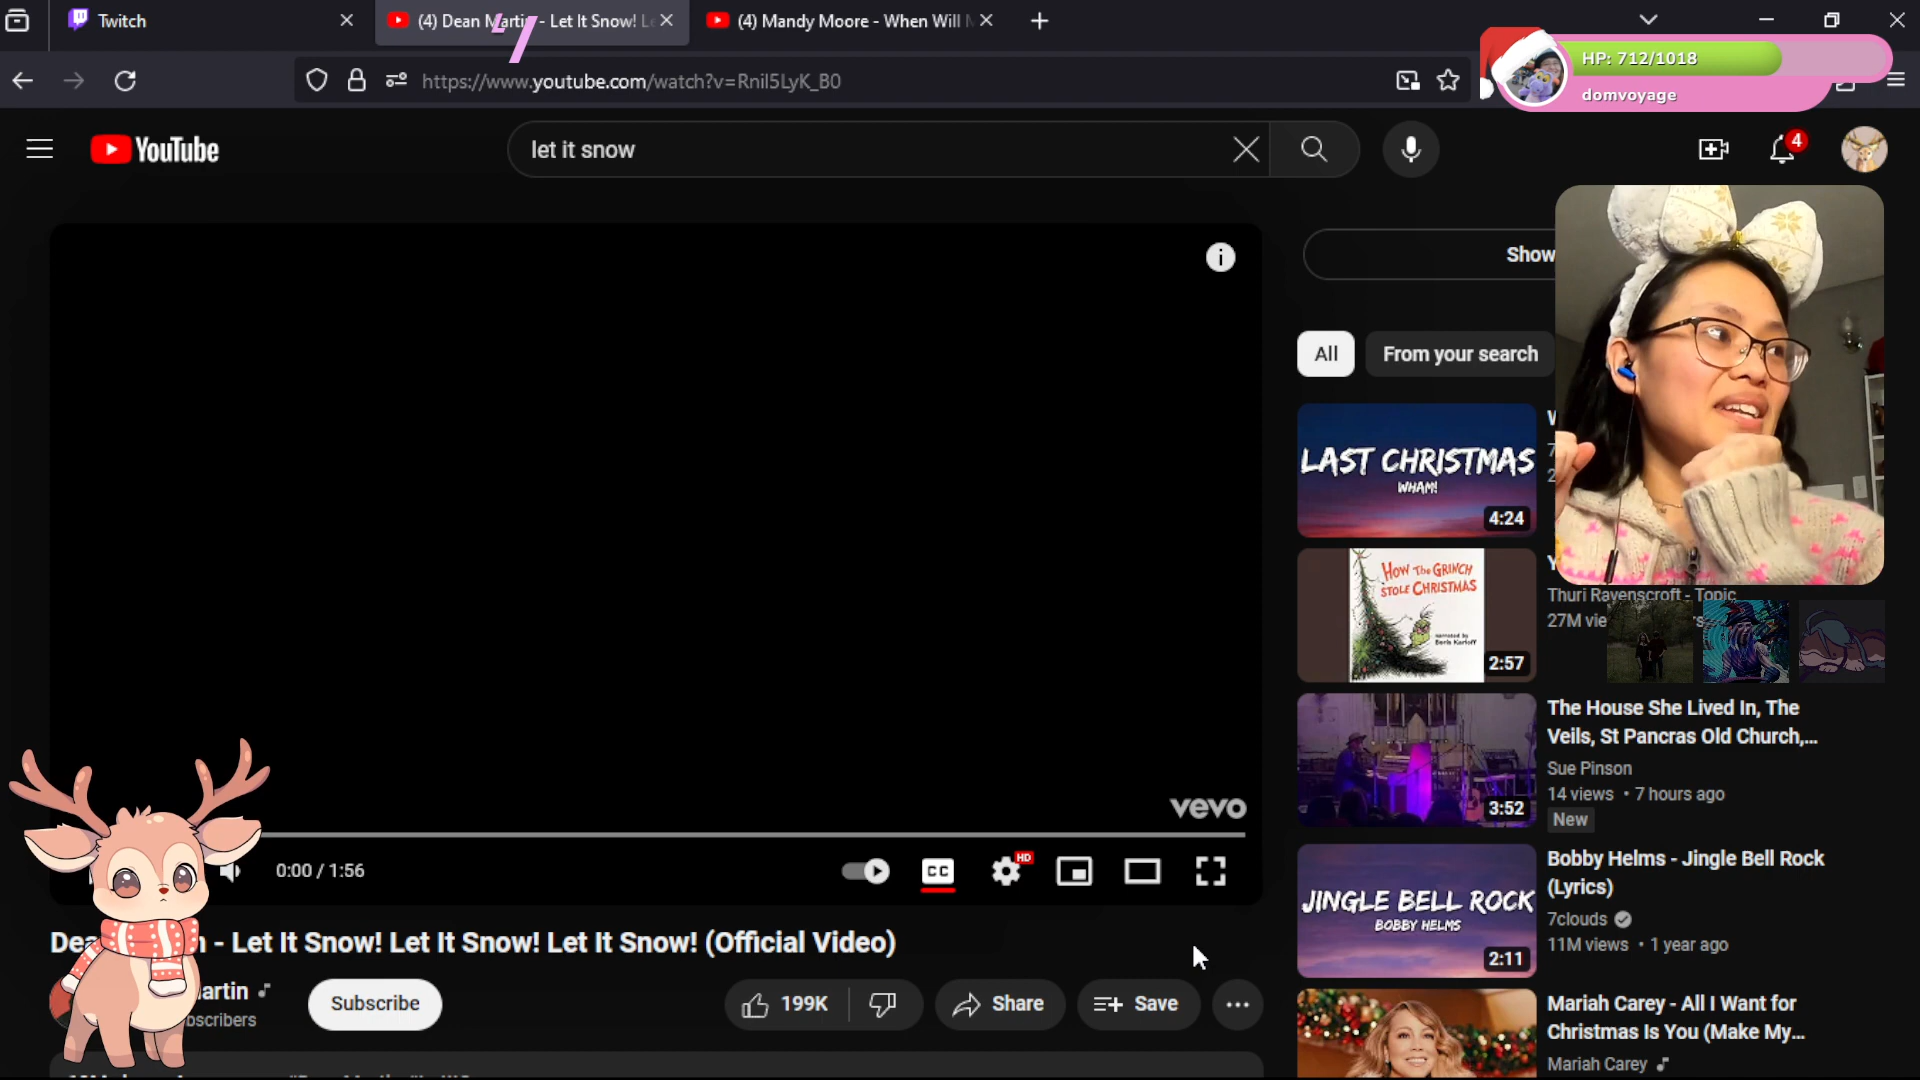 Twitch
(4) Dean Martin - Let It Snow! Le
(4) Mandy Moore - When Will
https://www.youtube.com/watch?v=Rnil5LyK_B0
HP: 712/1018
domvoyage
YouTube
let it snow
4
Show
All
From your search
LAST CHRISTMAS
WHAM!
4:24
HOW THE GRINCH
STOLE CHRISTMAS
narrated by
Boris Karloff
2:57
Thuri Ravenscroft - Topic
27M vie
The House She Lived In, The
Veils, St Pancras Old Church,...
Sue Pinson
14 views • 7 hours ago
New
3:52
JINGLE BELL ROCK
BOBBY HELMS
2:11
Bobby Helms - Jingle Bell Rock
(Lyrics)
7clouds
11M views • 1 year ago
Mariah Carey - All I Want for
Christmas Is You (Make My...
Mariah Carey
vevo
0:00 / 1:56
CC
HD
- Let It Snow! Let It Snow! Let It Snow! (Official Video)
artin
bscribers
Subscribe
199K
Share
Save